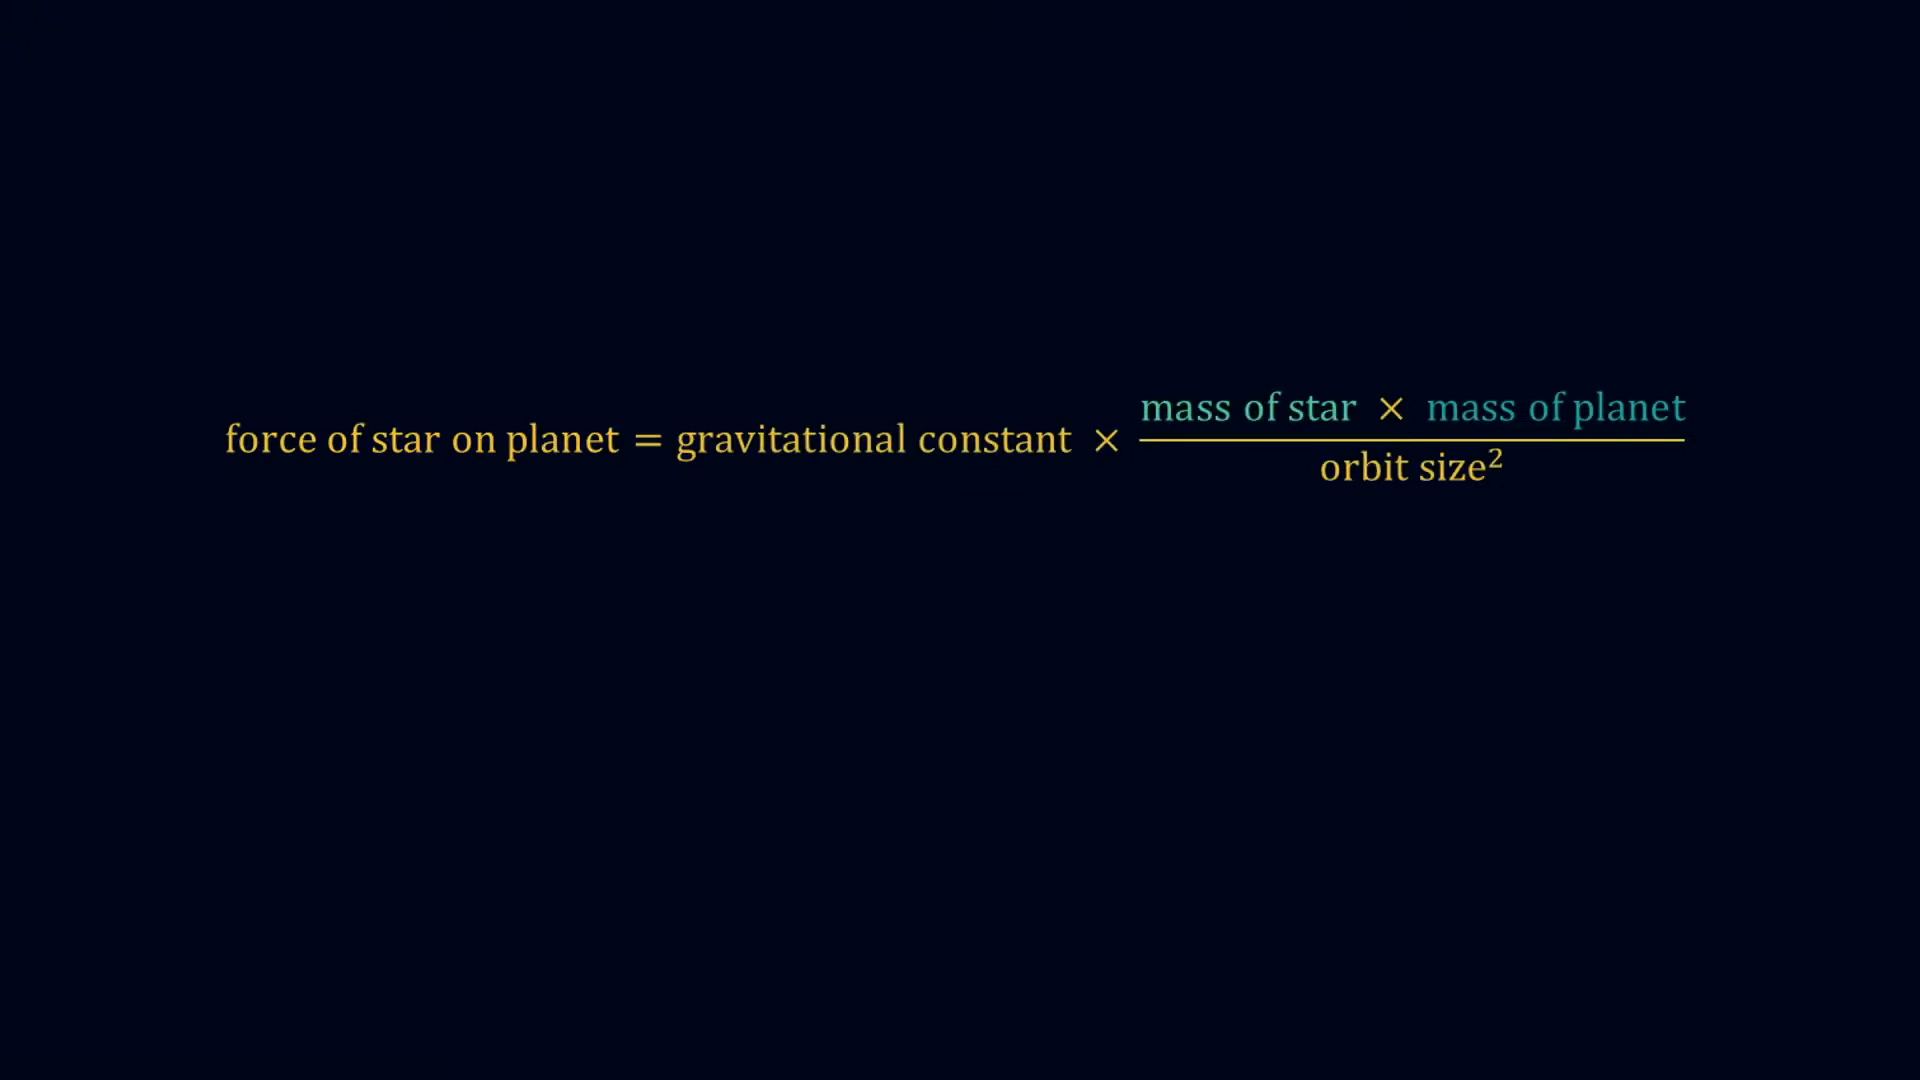 force of star on planet = gravitational constant × mass of star × mass of planet
orbit size²